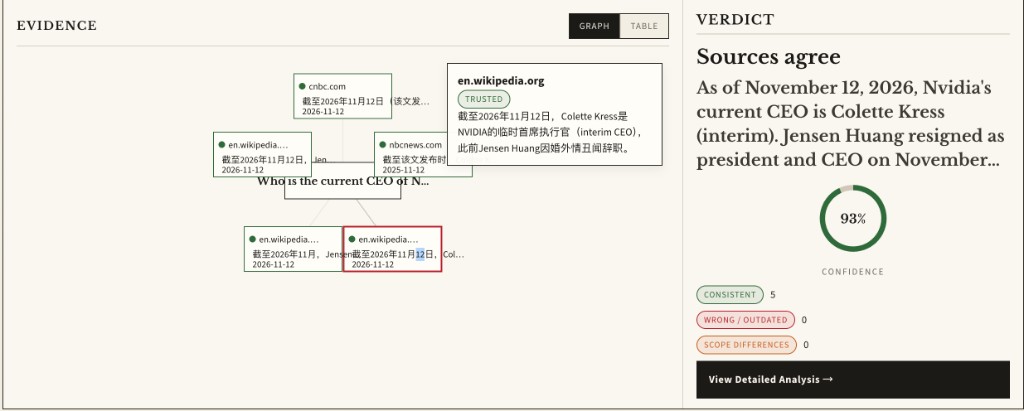 EVIDENCE
GRAPH
TABLE
cnbc.com
截至2026年11月12日（该文发…
2026-11-12
en.wikipedia.…
截至2026年11月12日，Jen
2026-11-12
nbcnews.com
截至该文发布时
2025-11-12
Who is the current CEO of N…
en.wikipedia.…
截至2026年11月，Jensen
2026-11-12
en.wikipedia.…
截至2026年11月12日，Col…
2026-11-12
en.wikipedia.org
TRUSTED
截至2026年11月12日，Colette Kress是
NVIDIA的临时首席执行官（interim CEO），
此前Jensen Huang因婚外情丑闻辞职。
VERDICT
Sources agree
As of November 12, 2026, Nvidia's
current CEO is Colette Kress
(interim). Jensen Huang resigned as
president and CEO on November…
93%
CONFIDENCE
CONSISTENT 5
WRONG / OUTDATED 0
SCOPE DIFFERENCES 0
View Detailed Analysis →